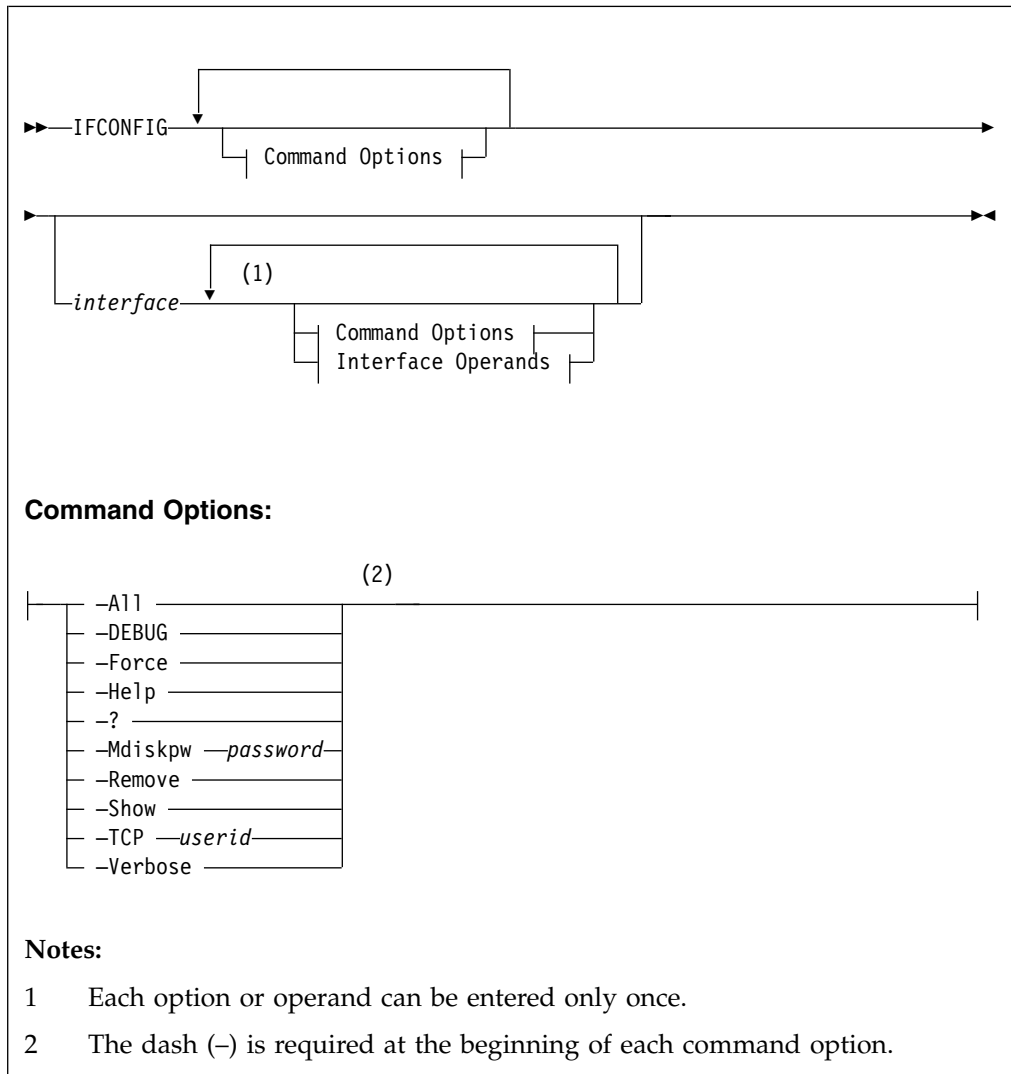 IFCONFIG
Command Options
(1)
interface
Command Options
Interface Operands
Command Options:
(2)
–All
–DEBUG
–Force
–Help
–?
–Mdiskpw password
–Remove
–Show
–TCP userid
–Verbose
Notes:
1 Each option or operand can be entered only once.
2 The dash (–) is required at the beginning of each command option.